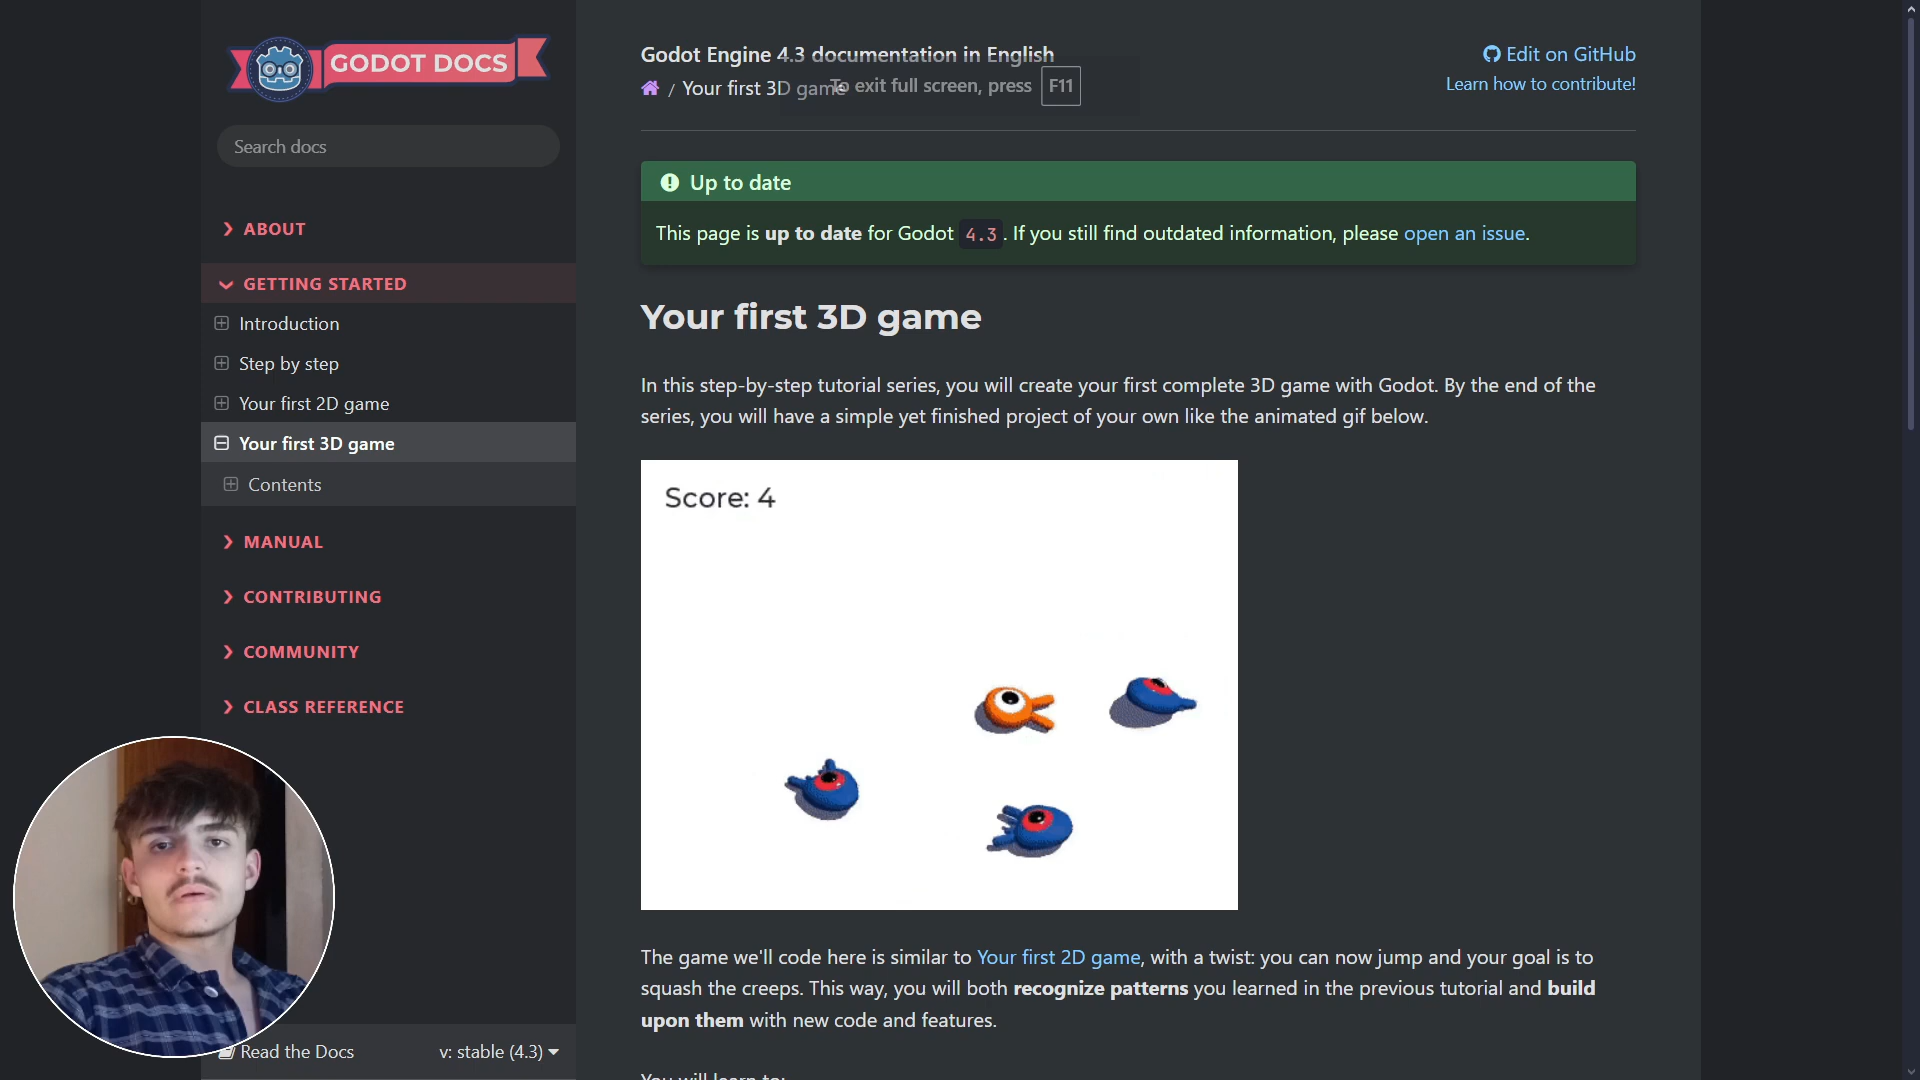 GODOT DOCS
Search docs
ABOUT
GETTING STARTED
Introduction
Step by step
Your first 2D game
Your first 3D game
Contents
MANUAL
CONTRIBUTING
COMMUNITY
CLASS REFERENCE
Read the Docs
v: stable (4.3)
Godot Engine 4.3 documentation in English
/ Your first 3D game
To exit full screen, press F11
Edit on GitHub
Learn how to contribute!
Up to date
This page is up to date for Godot 4.3. If you still find outdated information, please open an issue.
Your first 3D game
In this step-by-step tutorial series, you will create your first complete 3D game with Godot. By the end of the
series, you will have a simple yet finished project of your own like the animated gif below.
Score: 4
The game we'll code here is similar to Your first 2D game, with a twist: you can now jump and your goal is to
squash the creeps. This way, you will both recognize patterns you learned in the previous tutorial and build
upon them with new code and features.
You will learn to: